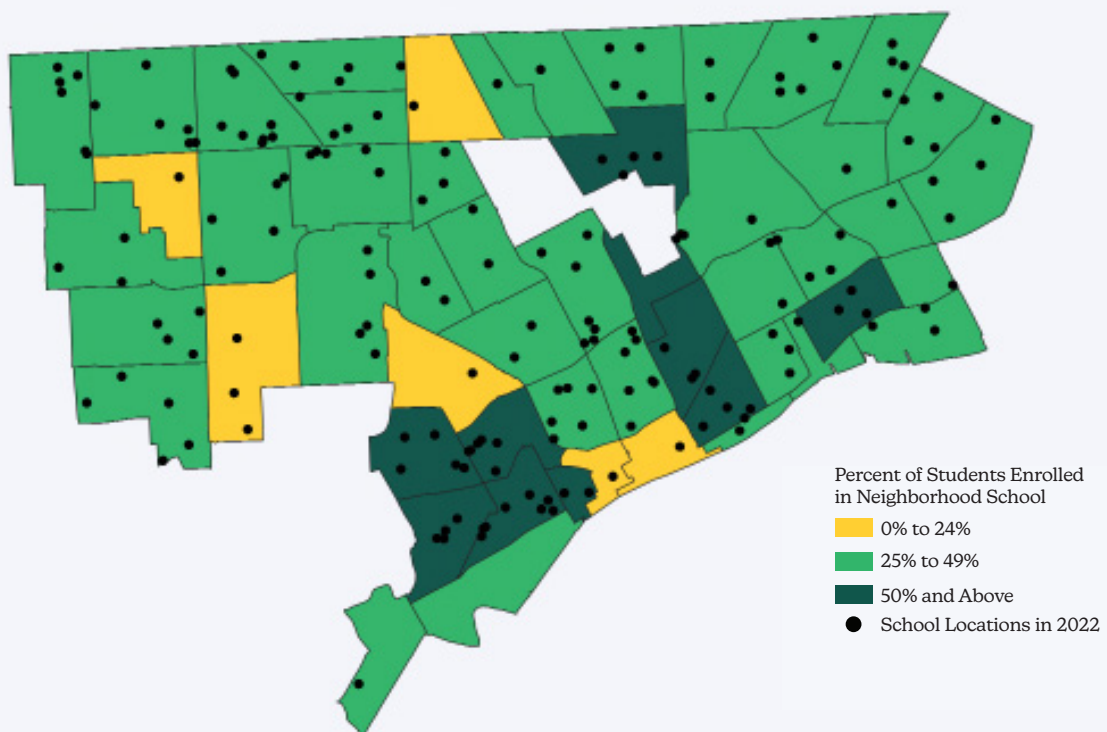 Percent of Students Enrolled
in Neighborhood School
0% to 24%
25% to 49%
50% and Above
School Locations in 2022